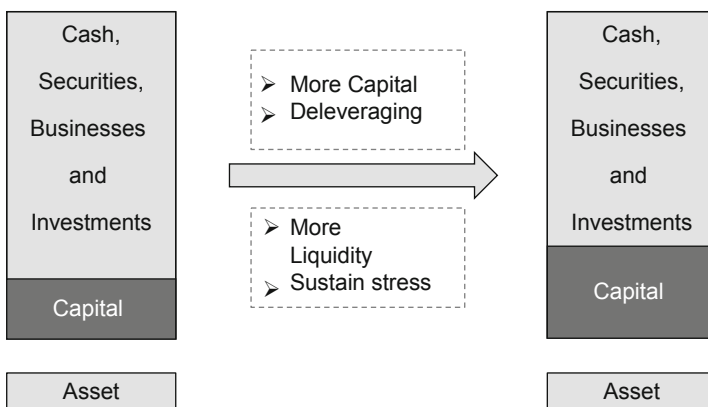 Cash,
Securities,
Businesses
and
Investments
Capital
Asset
➢ More Capital
➢ Deleveraging
➢ More
Liquidity
➢ Sustain stress
Cash,
Securities,
Businesses
and
Investments
Capital
Asset